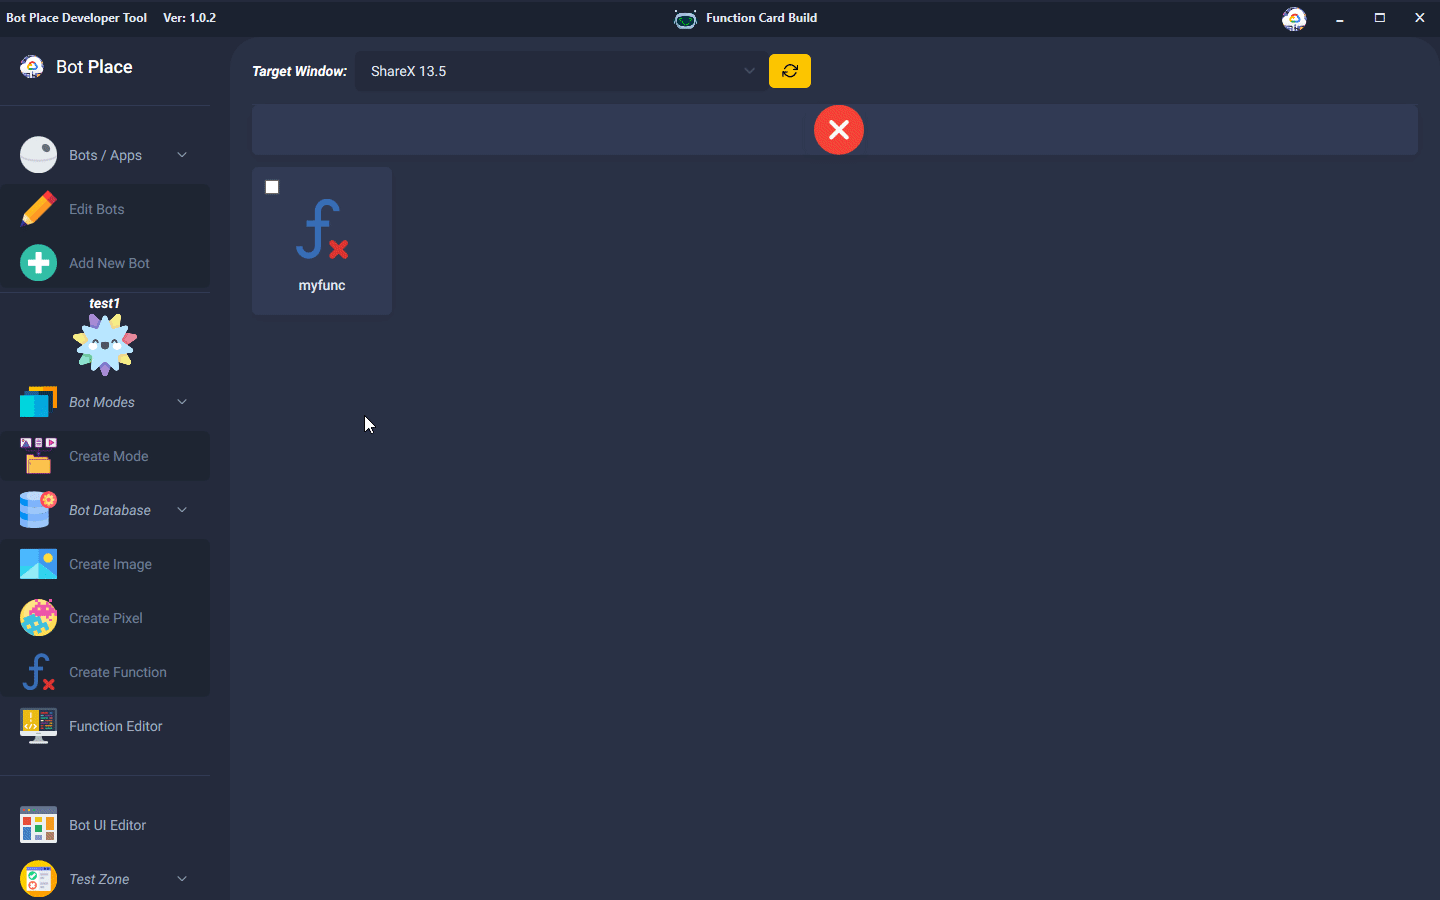 Bot Place Developer Tool Ver: 1.0.2
Function Card Build
Bot Place
Target Window:
ShareX 13.5
Bots / Apps
Edit Bots
Add New Bot
test1
Bot Modes
Create Mode
Bot Database
Create Image
Create Pixel
Create Function
Function Editor
Bot UI Editor
Test Zone
myfunc